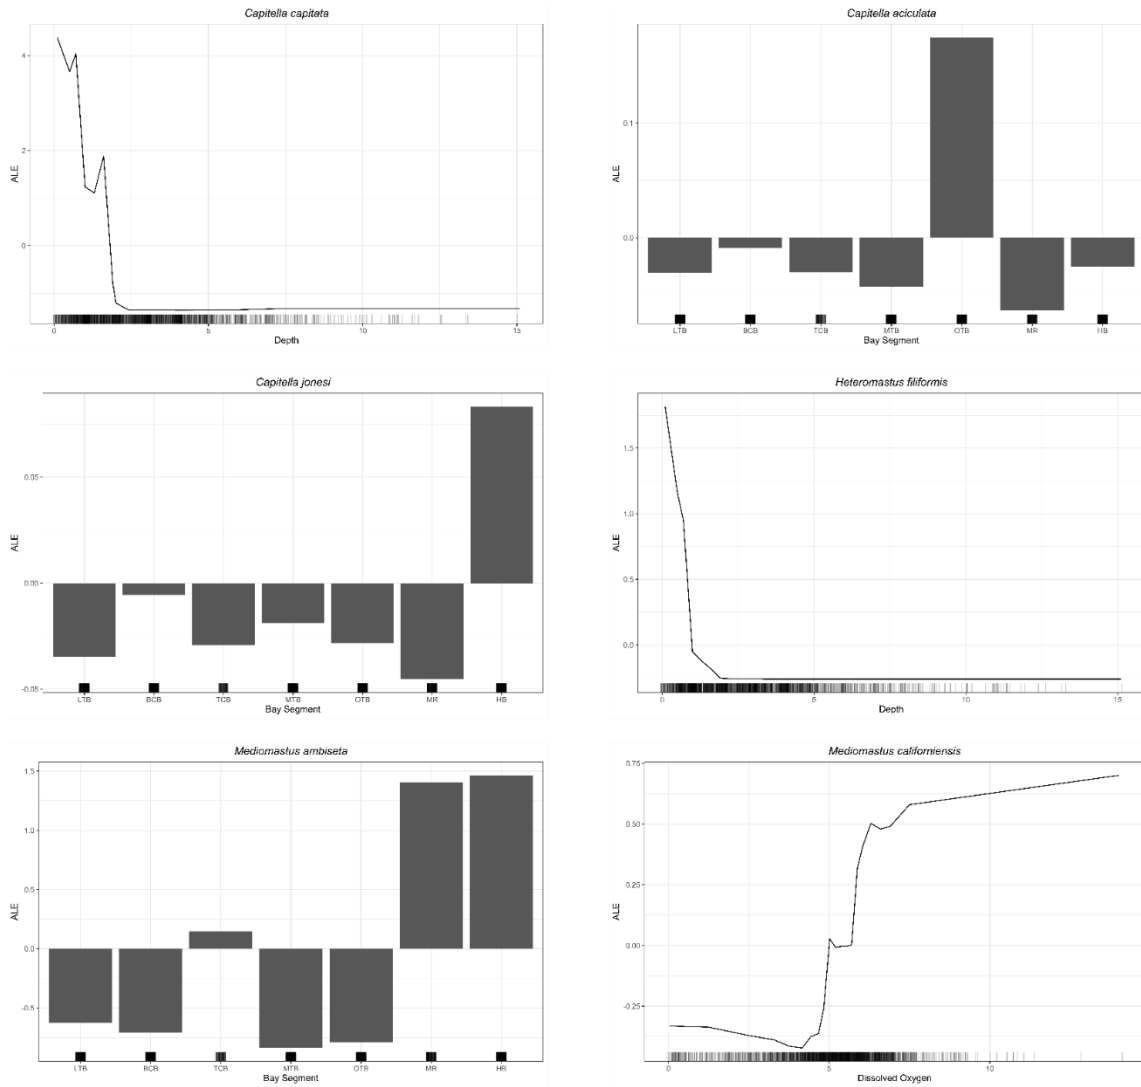 Capitella capitata
4
2
0
ALE
0 5 10 15
Depth
Capitella aciculata
0.1
0.0
ALE
LTB BCB TCB MTB OTB MR HB
Bay Segment
Capitella jonesi
0.05
0.00
-0.05
ALE
LTB BCB TCB MTB OTB MR HB
Bay Segment
Heteromastus filiformis
1.5
1.0
0.5
0.0
ALE
0 5 10 15
Depth
Mediomastus ambiseta
1.5
1.0
0.5
0.0
-0.5
ALE
LTB BCB TCB MTB OTB MR HB
Bay Segment
Mediomastus californiensis
0.75
0.50
0.25
0.00
-0.25
ALE
0 5 10
Dissolved Oxygen